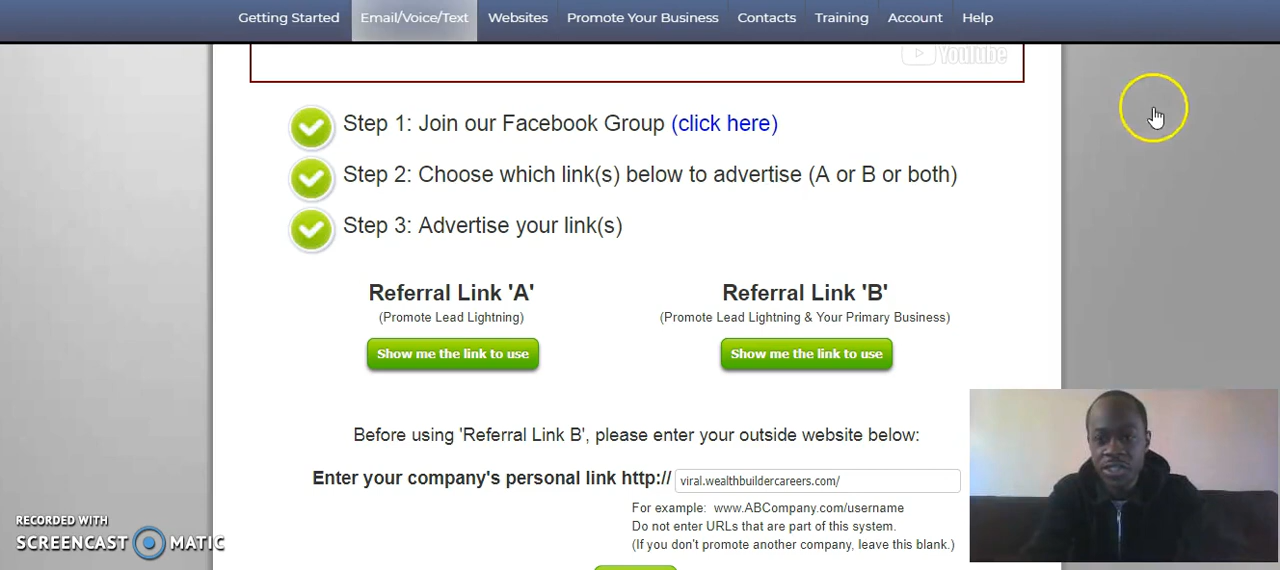 Getting Started Email/Voice/Text Websites Promote Your Business Contacts Training Account Help
YouTube
Step 1: Join our Facebook Group (click here)
Step 2: Choose which link(s) below to advertise (A or B or both)
Step 3: Advertise your link(s)
Referral Link 'A' Referral Link 'B'
(Promote Lead Lightning) (Promote Lead Lightning & Your Primary Business)
Show me the link to use Show me the link to use
Before using 'Referral Link B', please enter your outside website below:
Enter your company's personal link http:// viral.wealthbuildercareers.com/
For example: www.ABCompany.com/username
Do not enter URLs that are part of this system.
(If you don't promote another company, leave this blank.)
RECORDED WITH
SCREENCAST MATIC